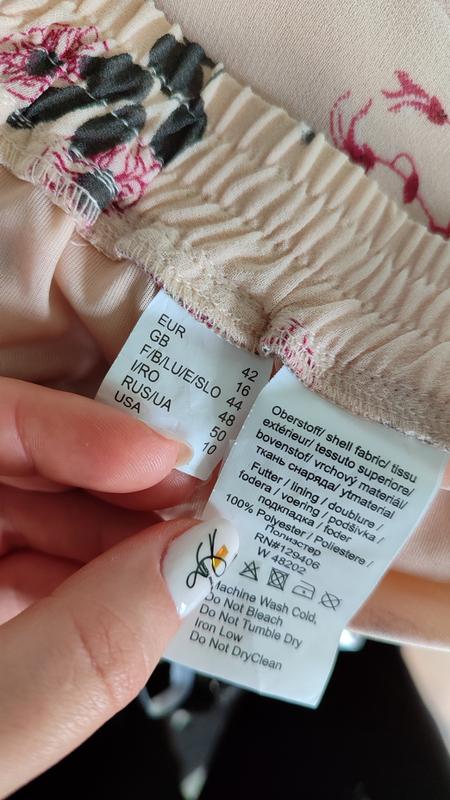 EUR 42
GB 16
F/B/LU/E/SLO 44
I/RO 48
RUS/UA 50
USA 10
Oberstoff/ shell fabric/ tissu
extérieur/ tessuto superiore/
bovenstof/ vrchový materiál/
ткань снаряда/ ytmaterial
Futter / lining / doublure /
fodera / voering / podšívka /
подкладка / foder
100% Polyester / Poliestere /
Полиэстер
RN#129406
W 48202
Machine Wash Cold,
Do Not Bleach
Do Not Tumble Dry
Iron Low
Do Not DryClean